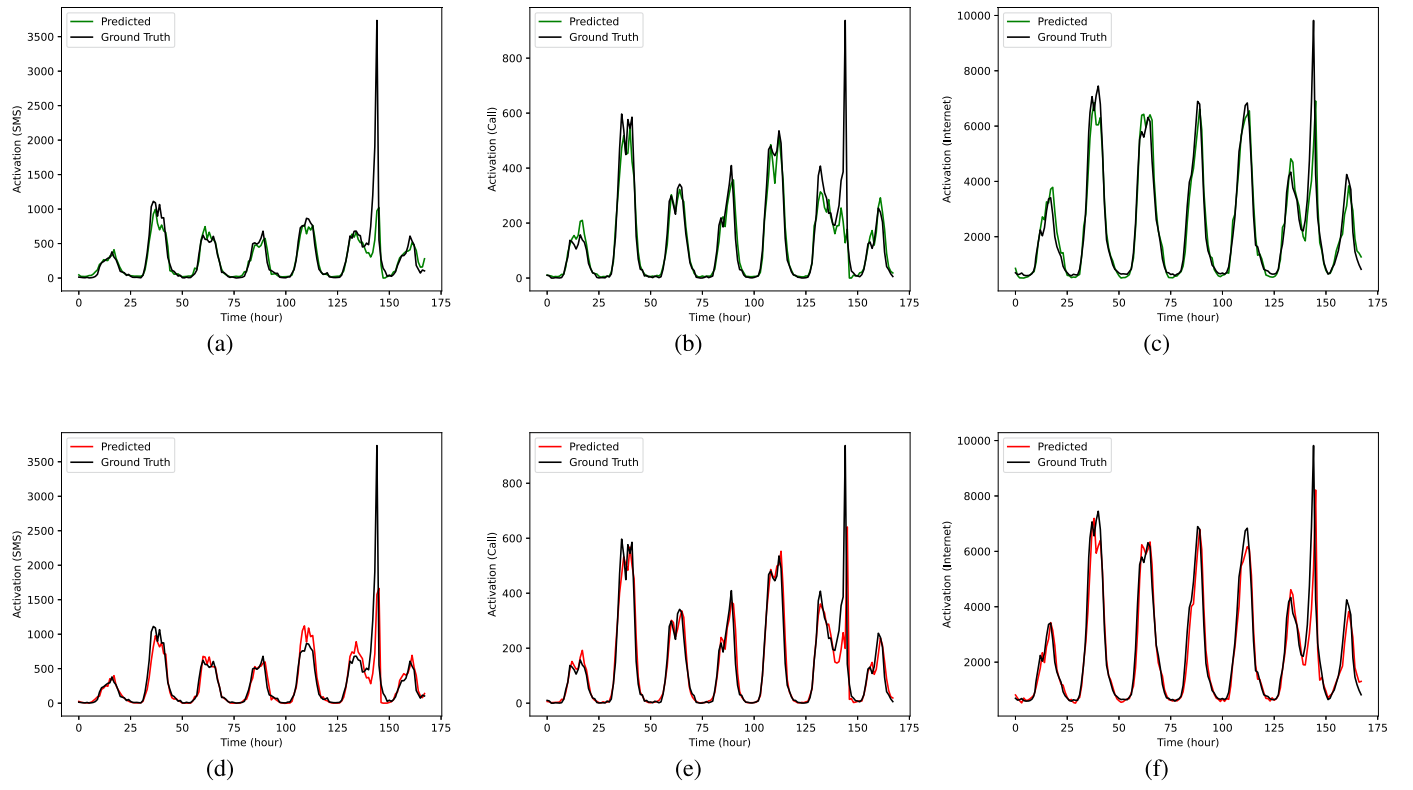 Predicted
Ground Truth
Activation (SMS)
3500
3000
2500
2000
1500
1000
500
0
0 25 50 75 100 125 150 175
Time (hour)
(a)
Predicted
Ground Truth
Activation (Call)
800
600
400
200
0
0 25 50 75 100 125 150 175
Time (hour)
(b)
Predicted
Ground Truth
Activation (Internet)
10000
8000
6000
4000
2000
0 25 50 75 100 125 150 175
Time (hour)
(c)
Predicted
Ground Truth
Activation (SMS)
3500
3000
2500
2000
1500
1000
500
0
0 25 50 75 100 125 150 175
Time (hour)
(d)
Predicted
Ground Truth
Activation (Call)
800
600
400
200
0
0 25 50 75 100 125 150 175
Time (hour)
(e)
Predicted
Ground Truth
Activation (Internet)
10000
8000
6000
4000
2000
0 25 50 75 100 125 150 175
Time (hour)
(f)